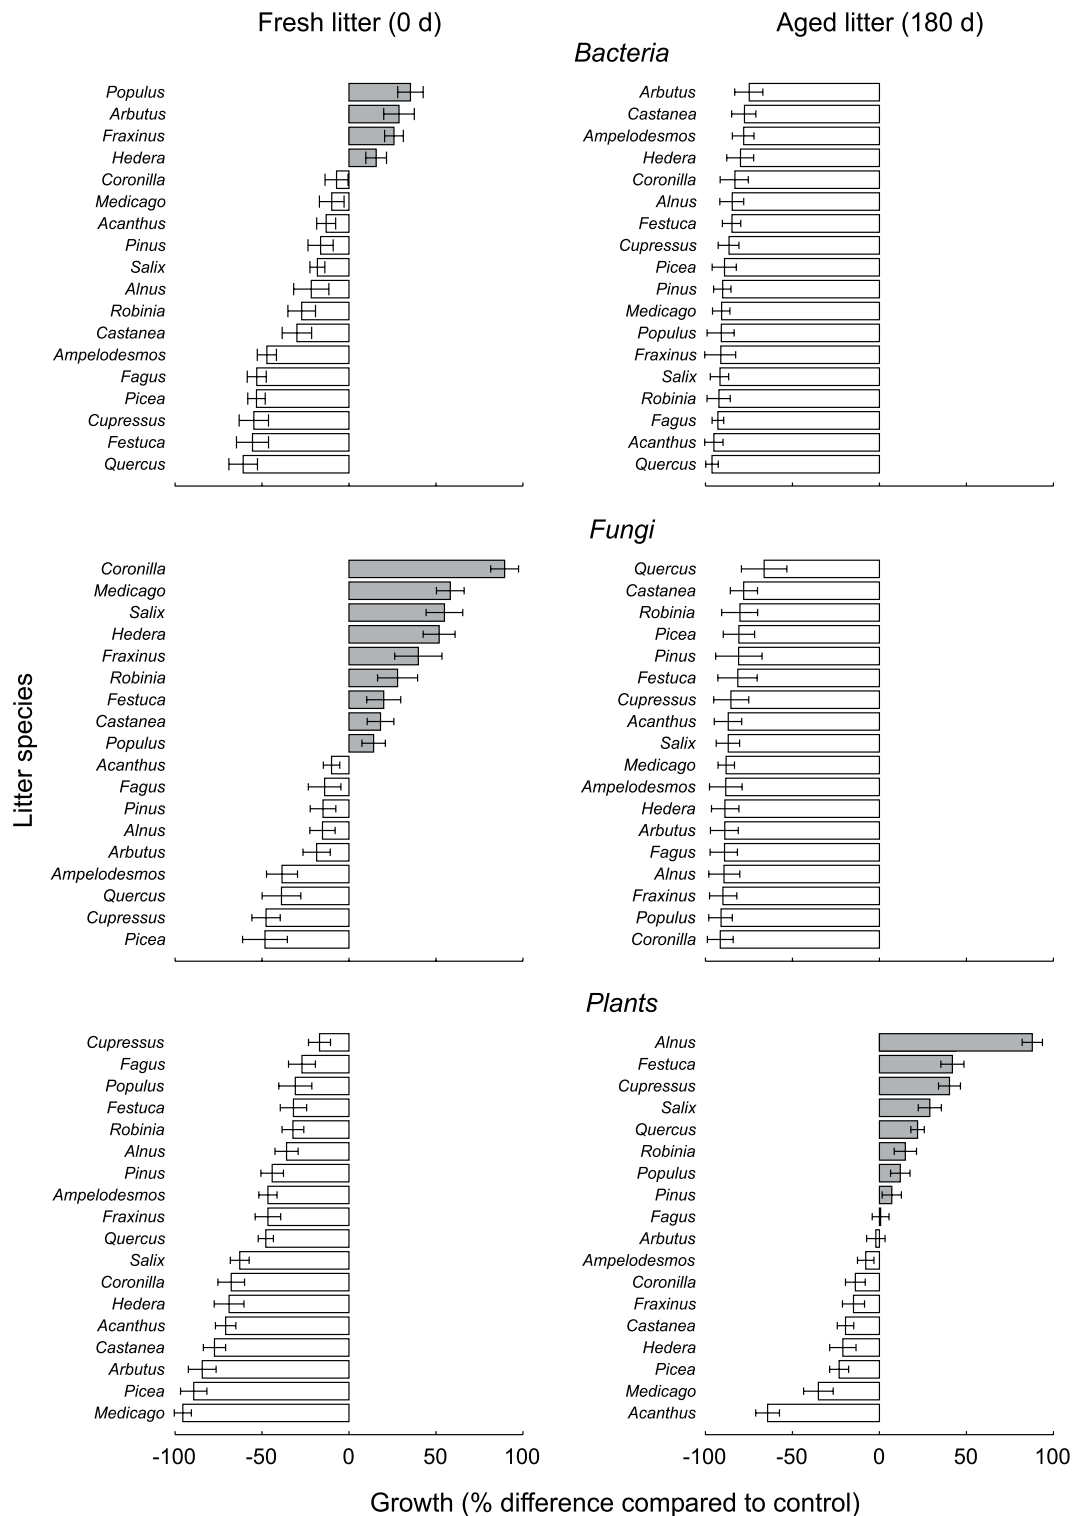 Fresh litter (0 d)
Aged litter (180 d)
Bacteria
Populus
Arbutus
Fraxinus
Hedera
Coronilla
Medicago
Acanthus
Pinus
Salix
Alnus
Robinia
Castanea
Ampelodesmos
Fagus
Picea
Cupressus
Festuca
Quercus
Arbutus
Castanea
Ampelodesmos
Hedera
Coronilla
Alnus
Festuca
Cupressus
Picea
Pinus
Medicago
Populus
Fraxinus
Salix
Robinia
Fagus
Acanthus
Quercus
Fungi
Litter species
Coronilla
Medicago
Salix
Hedera
Fraxinus
Robinia
Festuca
Castanea
Populus
Acanthus
Fagus
Pinus
Alnus
Arbutus
Ampelodesmos
Quercus
Cupressus
Picea
Quercus
Castanea
Robinia
Picea
Pinus
Festuca
Cupressus
Acanthus
Salix
Medicago
Ampelodesmos
Hedera
Arbutus
Fagus
Alnus
Fraxinus
Populus
Coronilla
Plants
Cupressus
Fagus
Populus
Festuca
Robinia
Alnus
Pinus
Ampelodesmos
Fraxinus
Quercus
Salix
Coronilla
Hedera
Acanthus
Castanea
Arbutus
Picea
Medicago
-100 -50 0 50 100
Alnus
Festuca
Cupressus
Salix
Quercus
Robinia
Populus
Pinus
Fagus
Arbutus
Ampelodesmos
Coronilla
Fraxinus
Castanea
Hedera
Picea
Medicago
Acanthus
-100 -50 0 50 100
Growth (% difference compared to control)